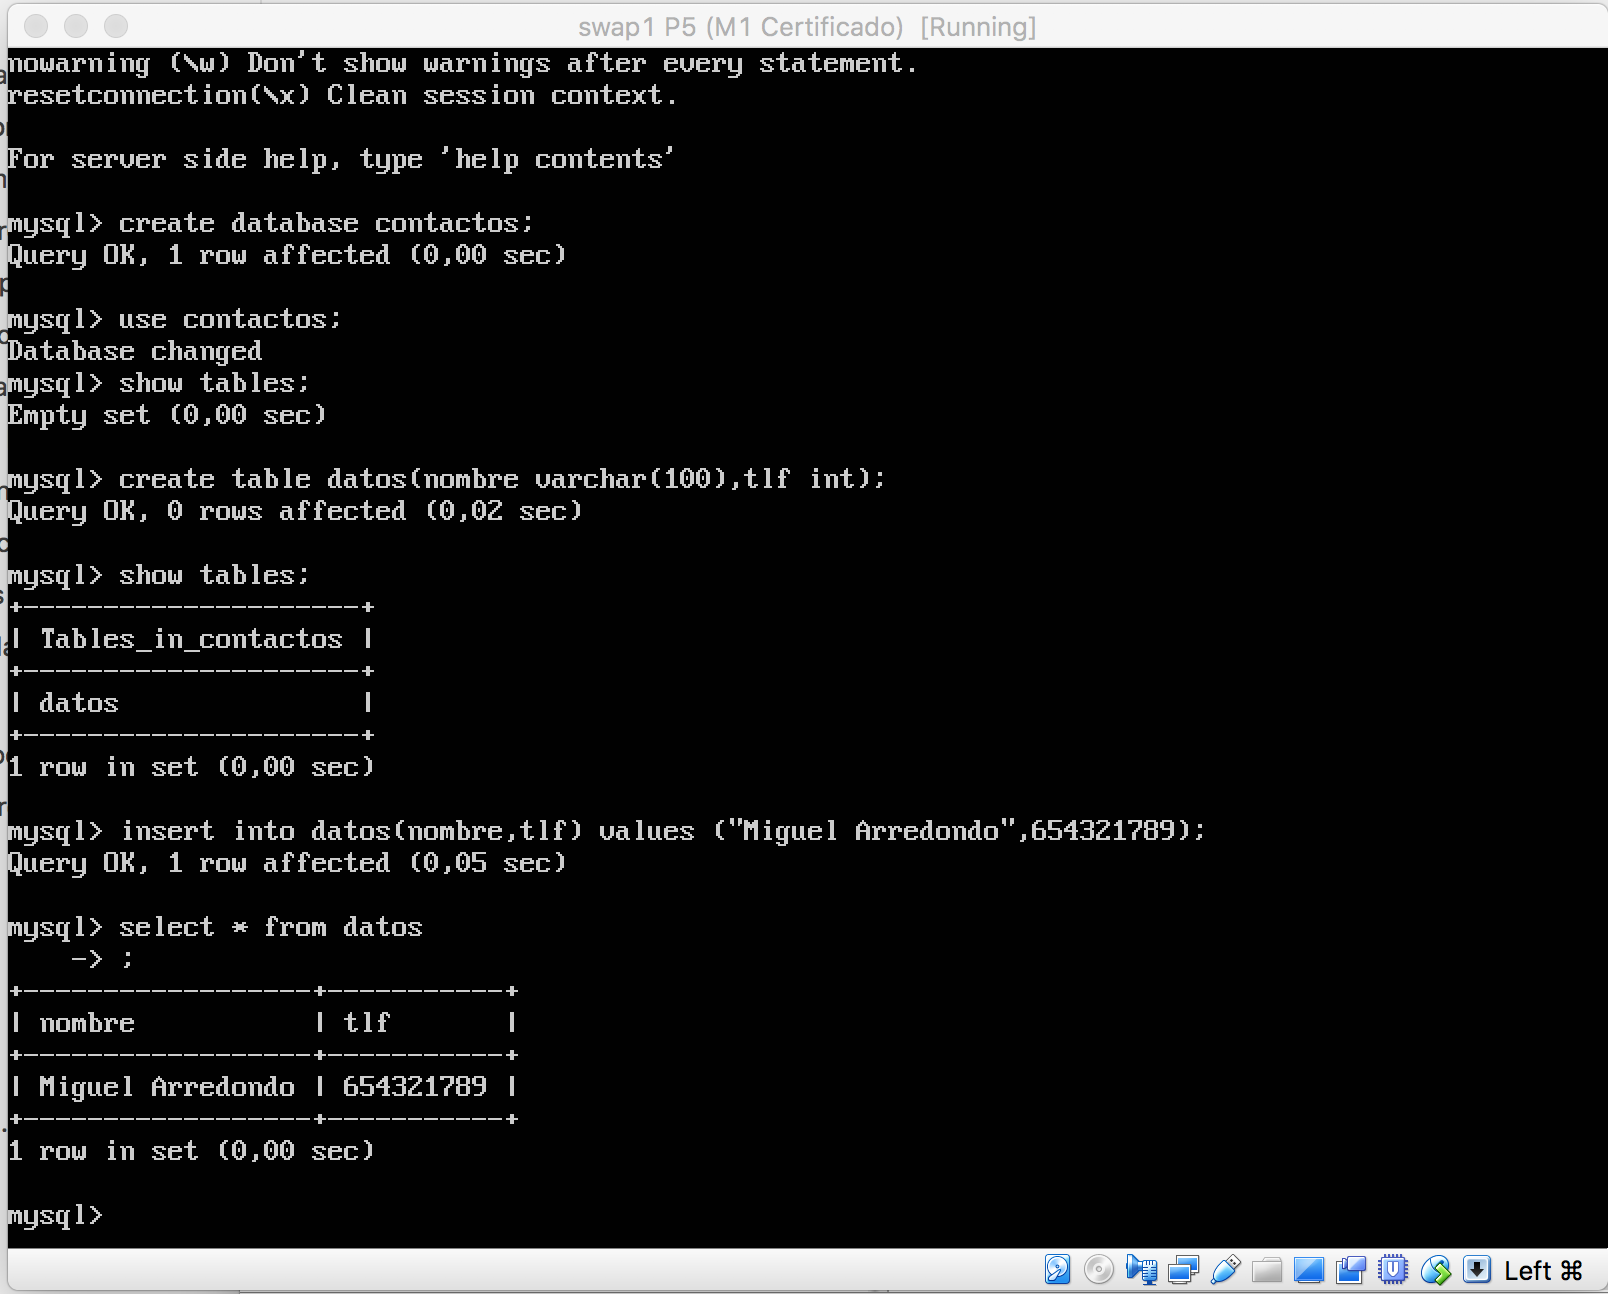 swap1 P5 (M1 Certificado) [Running]
nowarning (\w) Don't show warnings after every statement.
resetconnection(\x) Clean session context.
For server side help, type 'help contents'
mysql> create database contactos;
Query OK, 1 row affected (0,00 sec)
mysql> use contactos;
Database changed
mysql> show tables;
Empty set (0,00 sec)
mysql> create table datos(nombre varchar(100),tlf int);
Query OK, 0 rows affected (0,02 sec)
mysql> show tables;
+---------------------+
| Tables_in_contactos |
+---------------------+
| datos               |
+---------------------+
1 row in set (0,00 sec)
mysql> insert into datos(nombre,tlf) values ("Miguel Arredondo",654321789);
Query OK, 1 row affected (0,05 sec)
mysql> select * from datos
    -> ;
+------------------+-----------+
| nombre           | tlf       |
+------------------+-----------+
| Miguel Arredondo | 654321789 |
+------------------+-----------+
1 row in set (0,00 sec)
mysql>
Left ⌘